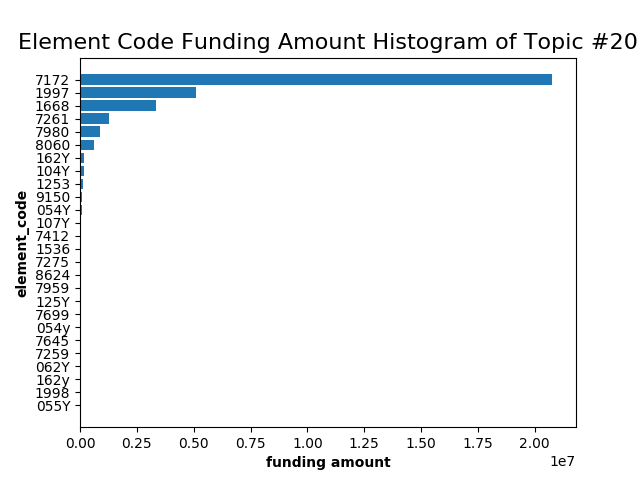 Element Code Funding Amount Histogram of Topic #20
7172
1997
1668
7261
7980
8060
162Y
104Y
1253
9150
054Y
107Y
7412
1536
7275
8624
7959
125Y
7699
054y
7645
7259
062Y
162y
1998
055Y
element_code
0.00 0.25 0.50 0.75 1.00 1.25 1.50 1.75 2.00
1e7
funding amount